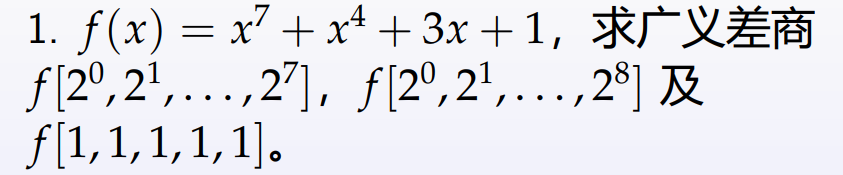 1. f(x) = x⁷ + x⁴ + 3x + 1，求广义差商
f[2⁰, 2¹, . . . , 2⁷]，f[2⁰, 2¹, . . . , 2⁸] 及
f[1, 1, 1, 1, 1]。